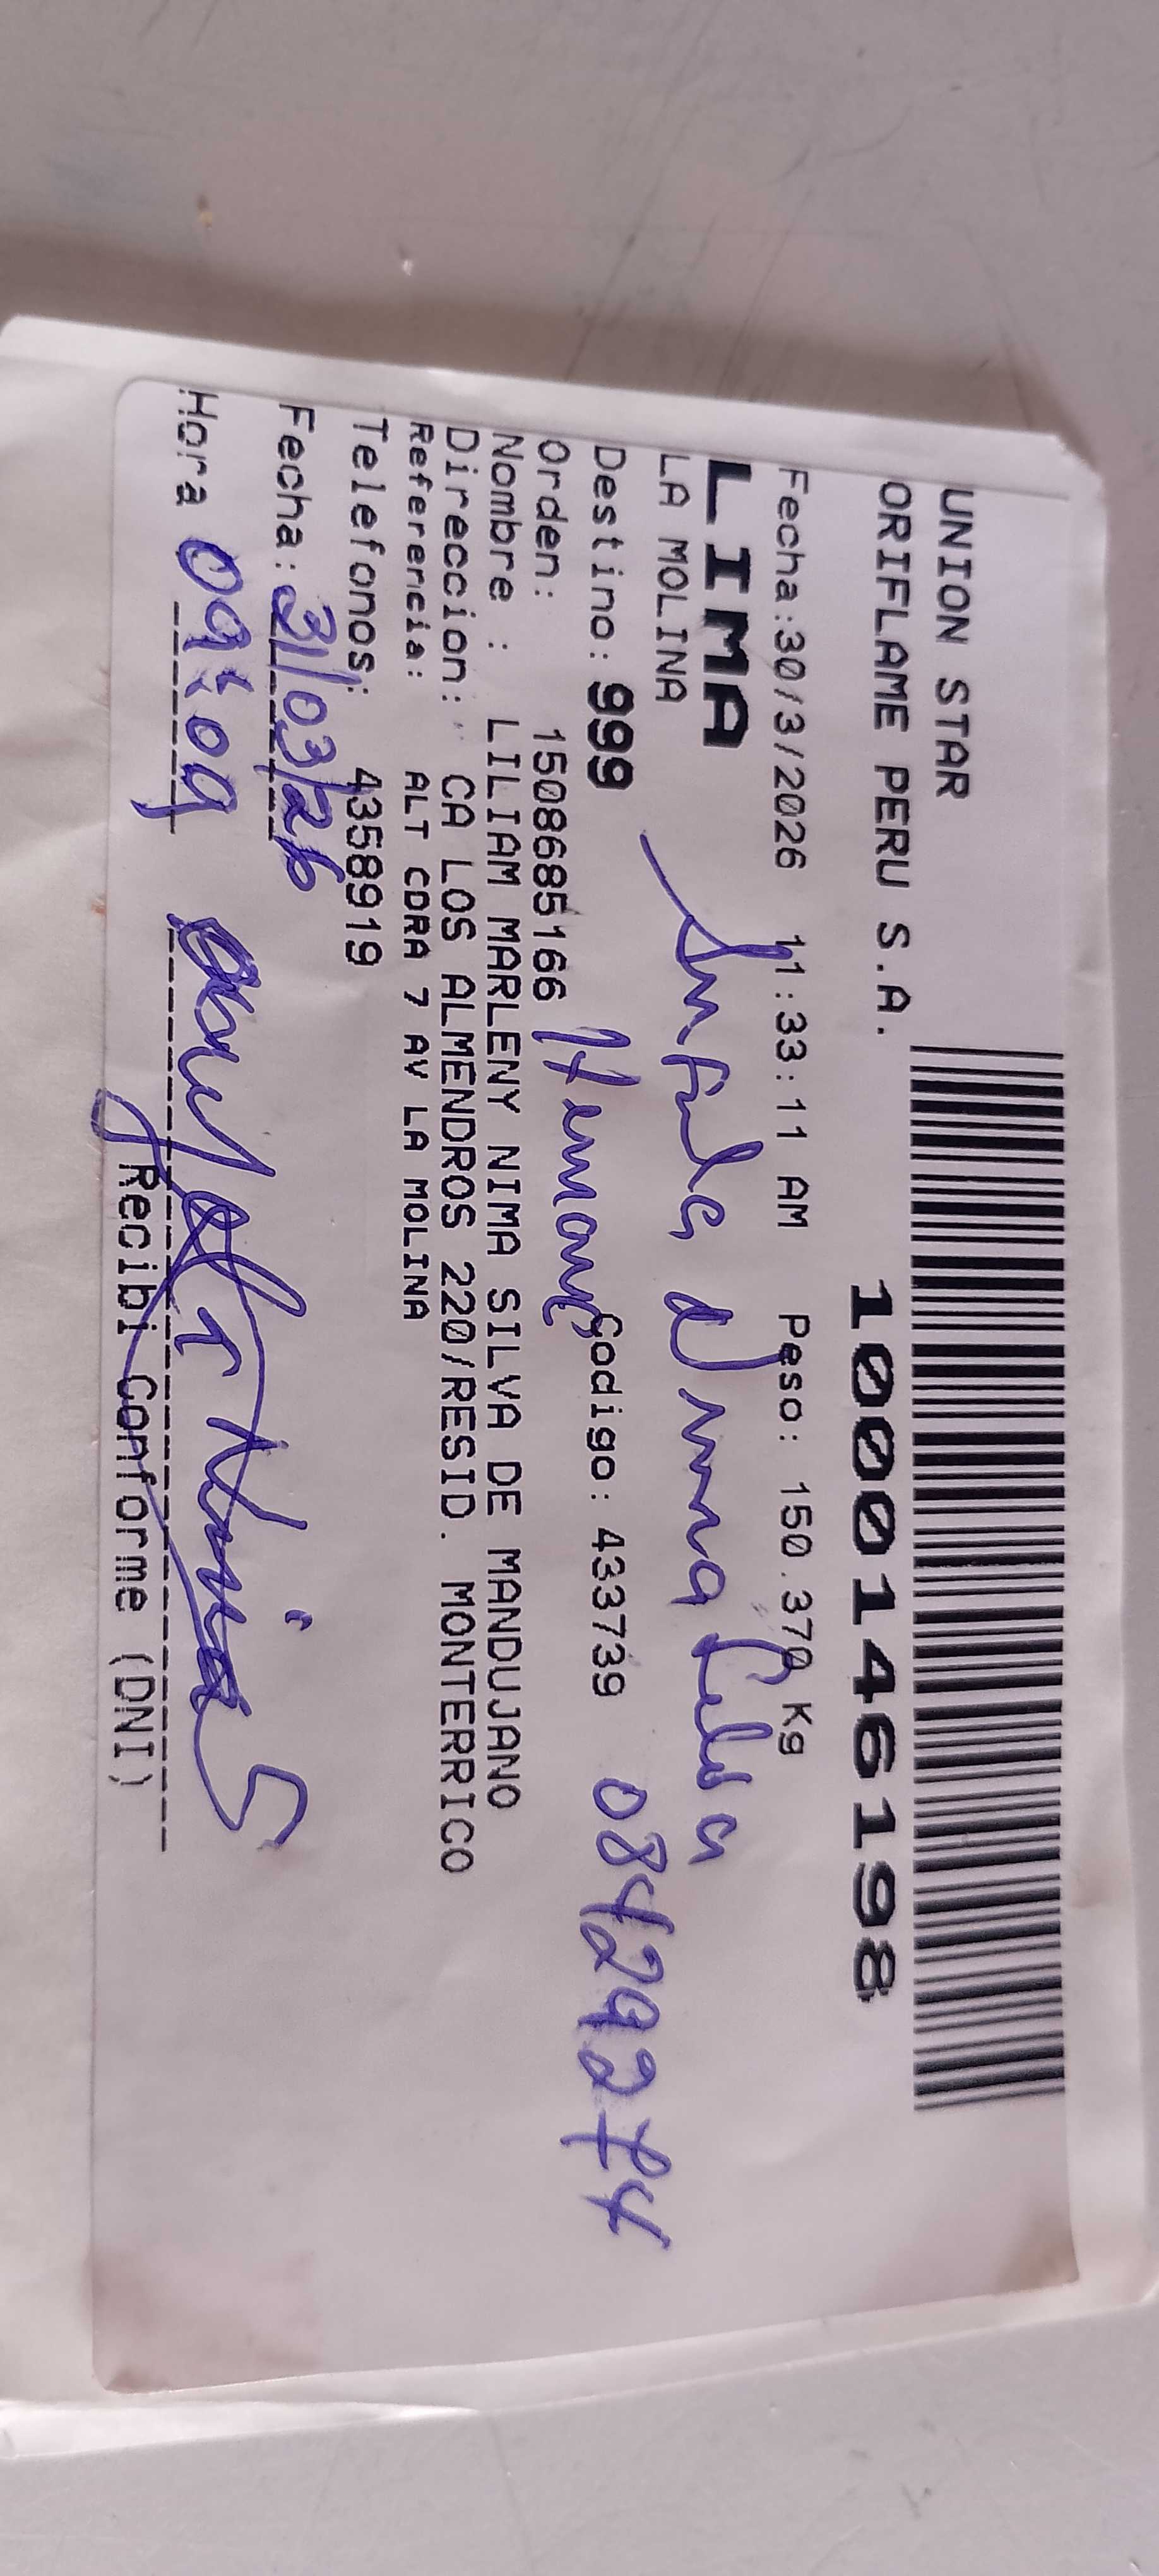 UNION STAR
ORIFLAME PERU S.A.
1000146198
Fecha:30/3/2026 11:33:11 AM Peso: 150.370 Kg
LIMA
LA MOLINA
Destino: 999 Codigo: 433739 08429274
Orden: 1508685166 Hermana
Nombre : LILIAM MARLENY NIMA SILVA DE MANDUJANO
Direccion: CA LOS ALMENDROS 220/RESID. MONTERRICO
Referencia: ALT CDRA 7 AV LA MOLINA
Telefonos: 4358919
Fecha: 31/03/26
Hora 09:09 Nima S
Recibi Conforme (DNI)